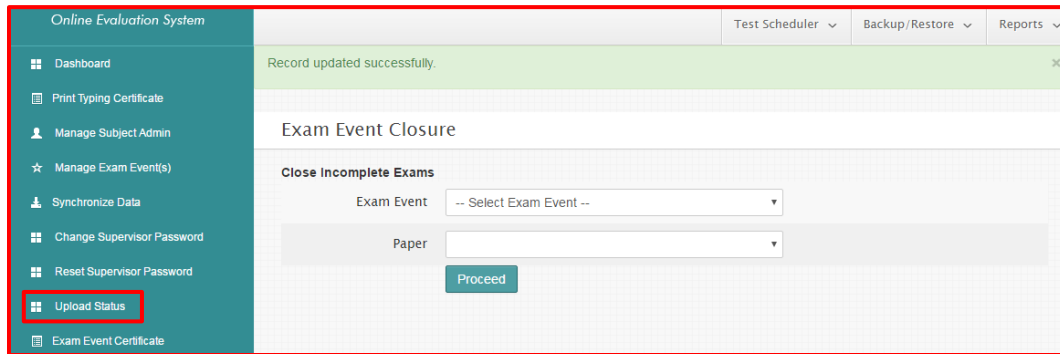 Online Evaluation System
Test Scheduler
Backup/Restore
Reports
Dashboard
Print Typing Certificate
Manage Subject Admin
Manage Exam Event(s)
Synchronize Data
Change Supervisor Password
Reset Supervisor Password
Upload Status
Exam Event Certificate
Record updated successfully.
×
Exam Event Closure
Close Incomplete Exams
Exam Event
-- Select Exam Event --
Paper
Proceed